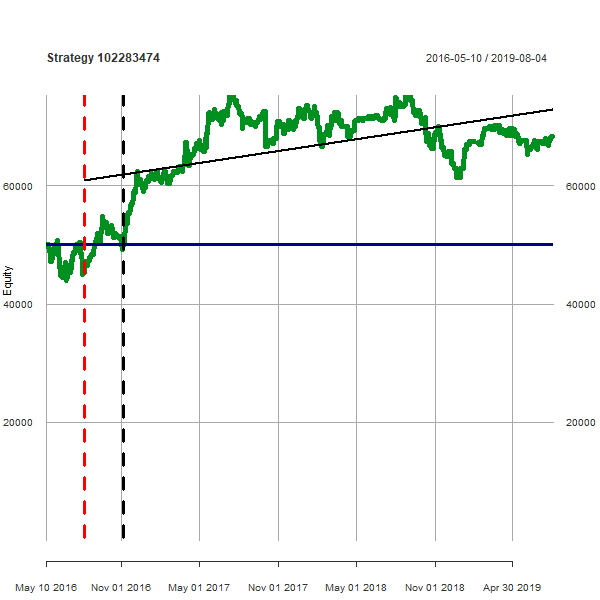 Strategy 102283474
2016-05-10 / 2019-08-04
60000
60000
Equity
40000
40000
20000
20000
May 10 2016
Nov 01 2016
May 01 2017
Nov 01 2017
May 01 2018
Nov 01 2018
Apr 30 2019